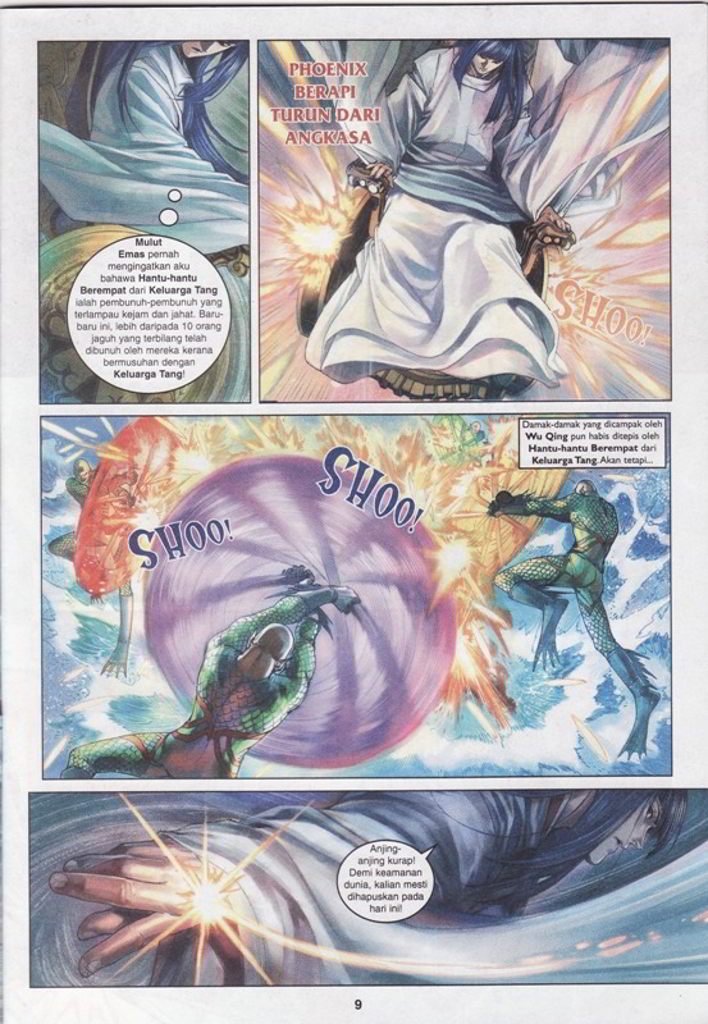 Mulut
Emas pernah
mengingatkan aku
bahawa Hantu-hantu
Berempat dari Keluarga Tang
ialah pembunuh-pembunuh yang
terlampau kejam dan jahat. Baru-
baru ini, lebih daripada 10 orang
jaguh yang terbilang telah
dibunuh oleh mereka kerana
bermusuhan dengan
Keluarga Tang!
PHOENIX
BERAPI
TURUN DARI
ANGKASA
SHOO!
Damak-damak yang dicampak oleh
Wu Qing pun habis ditepis oleh
Hantu-hantu Berempat dari
Keluarga Tang. Akan tetapi...
SHOO!
SHOO!
Anjing-
anjing kurap!
Demi keamanan
dunia, kalian mesti
dihapuskan pada
hari ini!
9